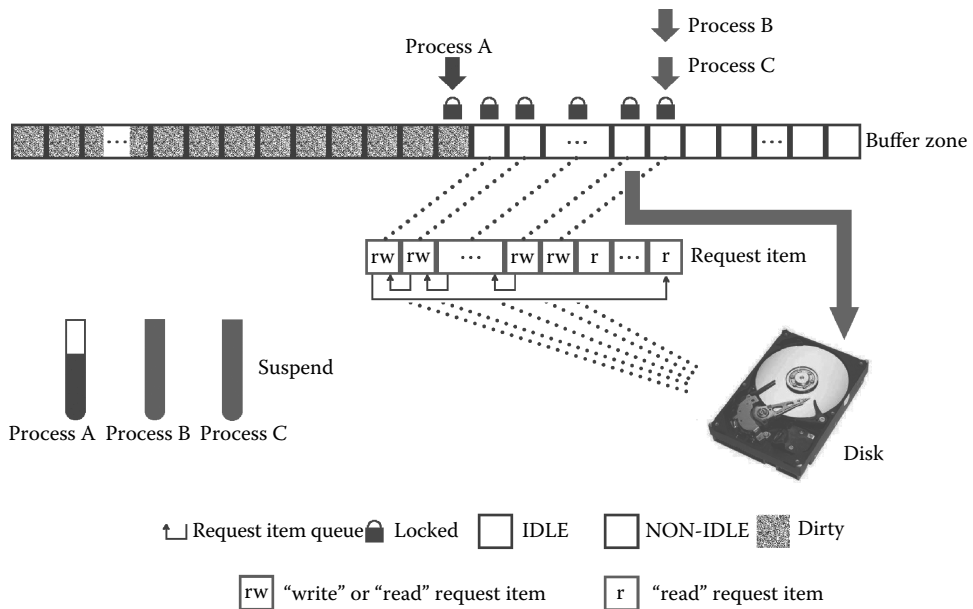 Process B
Process A
Process C
...
...
...
Buffer zone
rw
rw
...
rw
rw
r
...
r
Request item
Suspend
Process A
Process B
Process C
Disk
Request item queue
Locked
IDLE
NON-IDLE
Dirty
rw
“write” or “read” request item
r
“read” request item